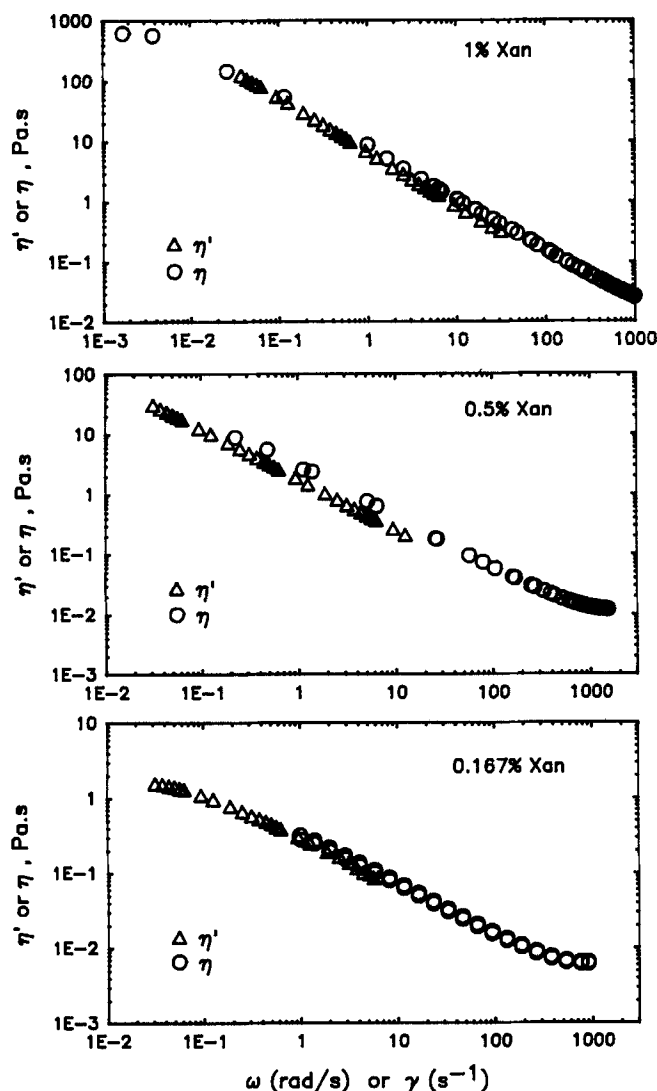 1% Xan
η' or η , Pa.s
1000
100
10
1
1E-1
1E-2
△ η'
○ η
1E-3 1E-1 1 10 100 1000
0.5% Xan
η' or η , Pa.s
100
10
1
1E-1
1E-2
1E-3
△ η'
○ η
1E-2 1E-1 1 10 100 1000
0.167% Xan
η' or η , Pa.s
10
1
1E-1
1E-2
1E-3
△ η'
○ η
1E-2 1E-1 1 10 100 1000
ω (rad/s) or γ (s⁻¹)